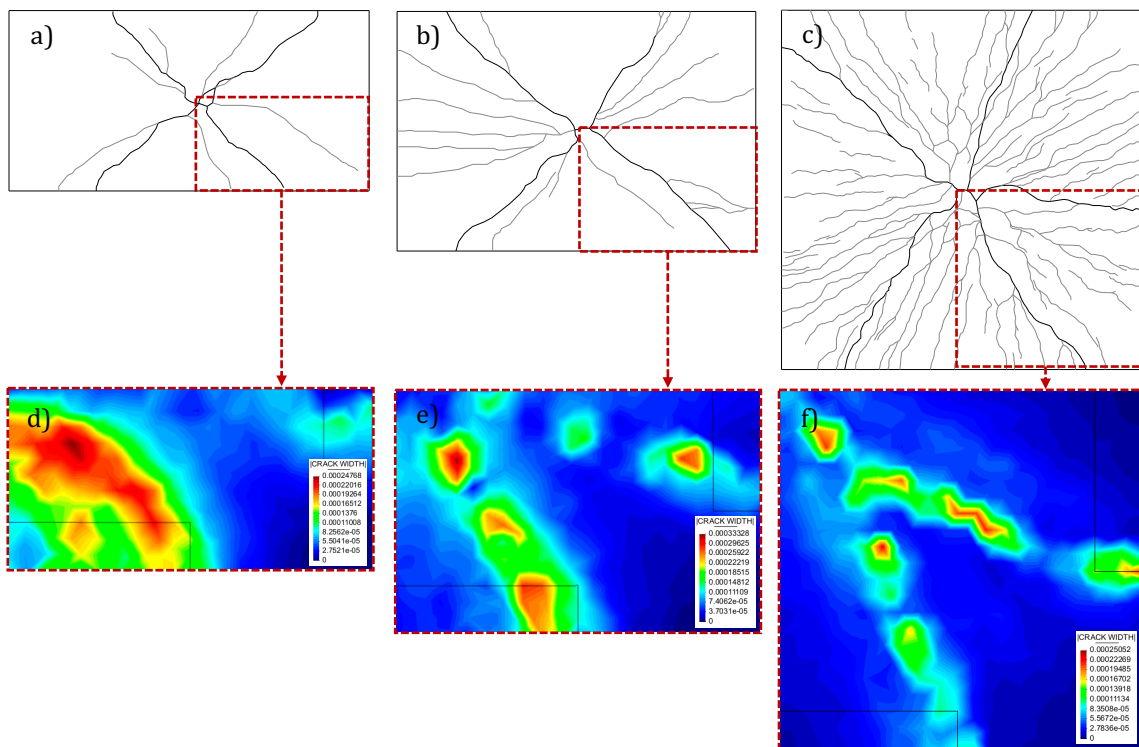 a)
b)
c)
d)
|CRACK WIDTH|
0.00024768
0.00022016
0.00019264
0.00016512
0.0001376
0.00011008
8.2562e-05
5.5041e-05
2.7521e-05
0
e)
|CRACK WIDTH|
0.00033328
0.00029625
0.00025922
0.00022219
0.00018515
0.00014812
0.00011109
7.4062e-05
3.7031e-05
0
f)
|CRACK WIDTH|
0.00025052
0.00022269
0.00019485
0.00016702
0.00013918
0.00011134
8.3508e-05
5.5672e-05
2.7836e-05
0